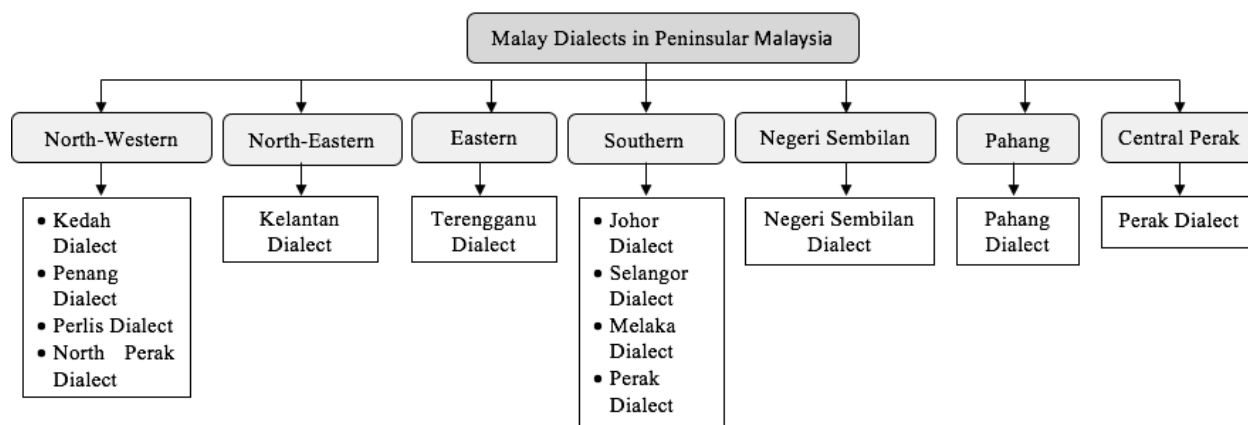 Malay Dialects in Peninsular Malaysia
North-Western
North-Eastern
Eastern
Southern
Negeri Sembilan
Pahang
Central Perak
• Kedah
Dialect
• Penang
Dialect
• Perlis Dialect
• North Perak
Dialect
Kelantan
Dialect
Terengganu
Dialect
• Johor
Dialect
• Selangor
Dialect
• Melaka
Dialect
• Perak
Dialect
Negeri Sembilan
Dialect
Pahang
Dialect
Perak Dialect